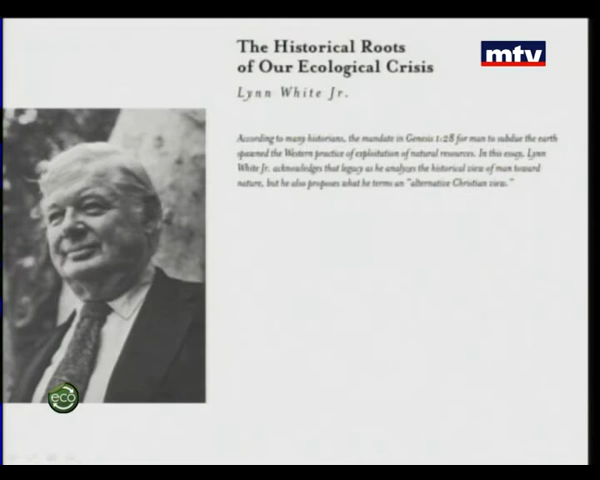 The Historical Roots
of Our Ecological Crisis
mtv
Lynn White Jr.
According to many historians, the mandate in Genesis 1:28 for man to subdue the earth
spawned the Western practice of exploitation of natural resources. In this essay, Lynn
White Jr. acknowledges that legacy as he analyzes the historical view of man toward
nature, but he also proposes what he terms an "alternative Christian view."
eco